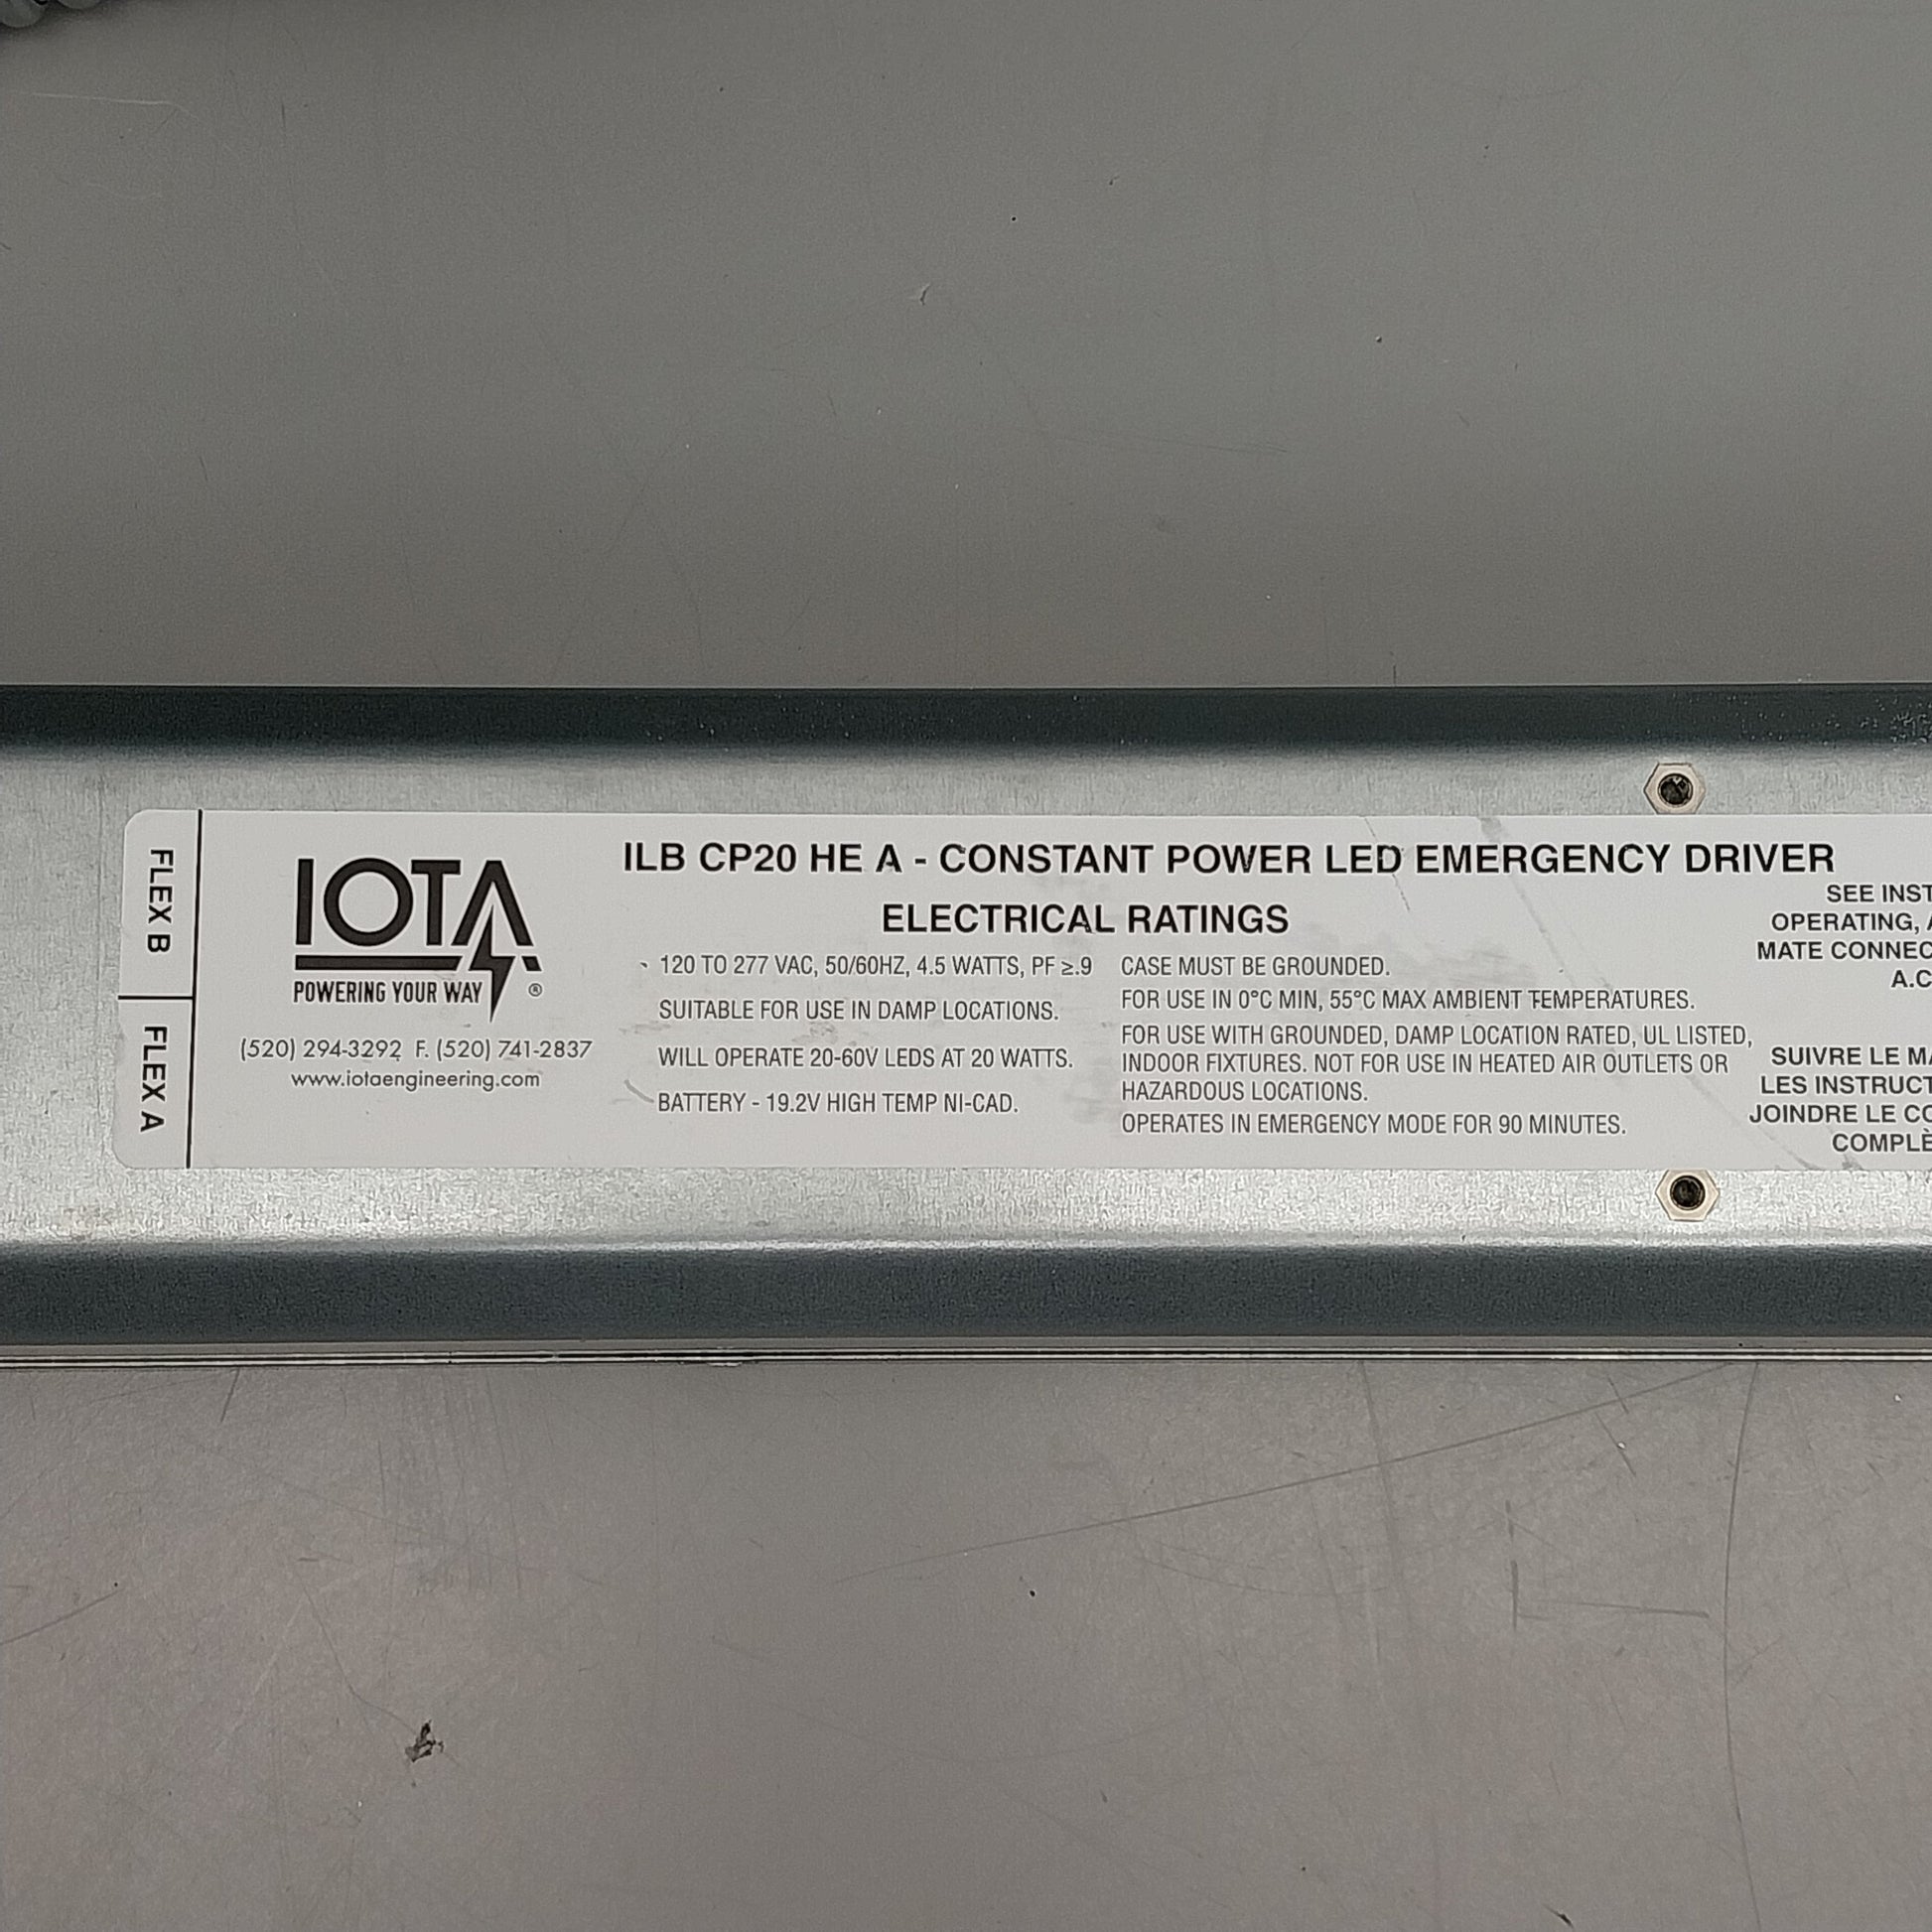 FLEX B
FLEX A
IOTA
POWERING YOUR WAY ®
(520) 294-3292 F. (520) 741-2837
www.iotaengineering.com
ILB CP20 HE A - CONSTANT POWER LED EMERGENCY DRIVER
ELECTRICAL RATINGS
120 TO 277 VAC, 50/60HZ, 4.5 WATTS, PF ≥.9
SUITABLE FOR USE IN DAMP LOCATIONS.
WILL OPERATE 20-60V LEDS AT 20 WATTS.
BATTERY - 19.2V HIGH TEMP NI-CAD.
CASE MUST BE GROUNDED.
FOR USE IN 0°C MIN, 55°C MAX AMBIENT TEMPERATURES.
FOR USE WITH GROUNDED, DAMP LOCATION RATED, UL LISTED,
INDOOR FIXTURES. NOT FOR USE IN HEATED AIR OUTLETS OR
HAZARDOUS LOCATIONS.
OPERATES IN EMERGENCY MODE FOR 90 MINUTES.
SEE INST
OPERATING,
MATE CONNEC
A.C
SUIVRE LE MA
LES INSTRUCT
JOINDRE LE CO
COMPLÈ